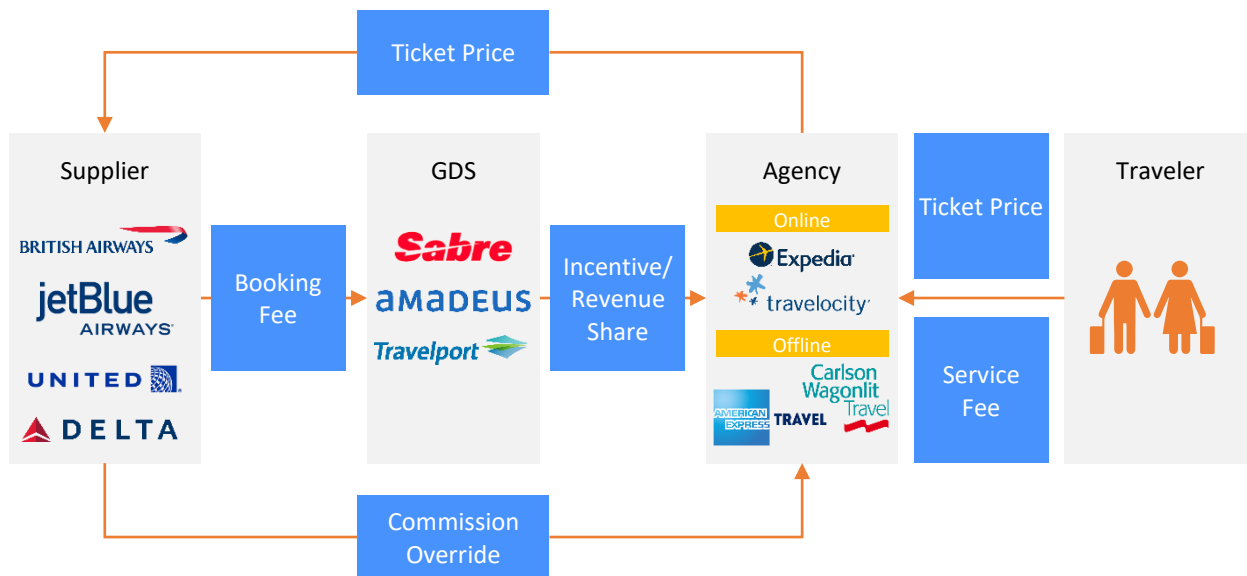 Ticket Price
Supplier
BRITISH AIRWAYS
jetBlue
AIRWAYS
UNITED
DELTA
Booking
Fee
GDS
Sabre
aMaDEUS
Travelport
Incentive/
Revenue
Share
Agency
Online
Expedia
travelocity
Offline
Carlson
Wagonlit
Travel
AMERICAN
EXPRESS
TRAVEL
Ticket Price
Service
Fee
Traveler
Commission
Override